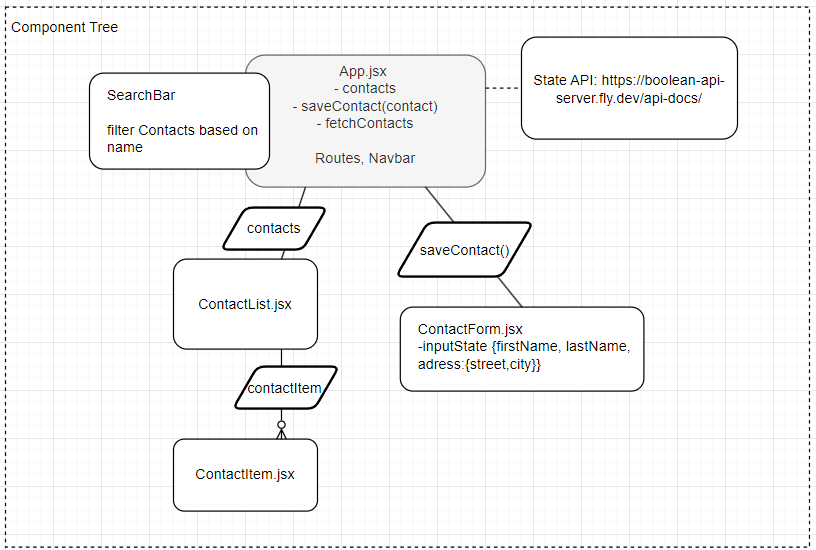 Component Tree
SearchBar
filter Contacts based on
name
App.jsx
- contacts
- saveContact(contact)
- fetchContacts
Routes, Navbar
State API: https://boolean-api-
server.fly.dev/api-docs/
contacts
saveContact()
ContactList.jsx
ContactForm.jsx
-inputState {firstName, lastName,
adress:{street,city}}
contactItem
ContactItem.jsx